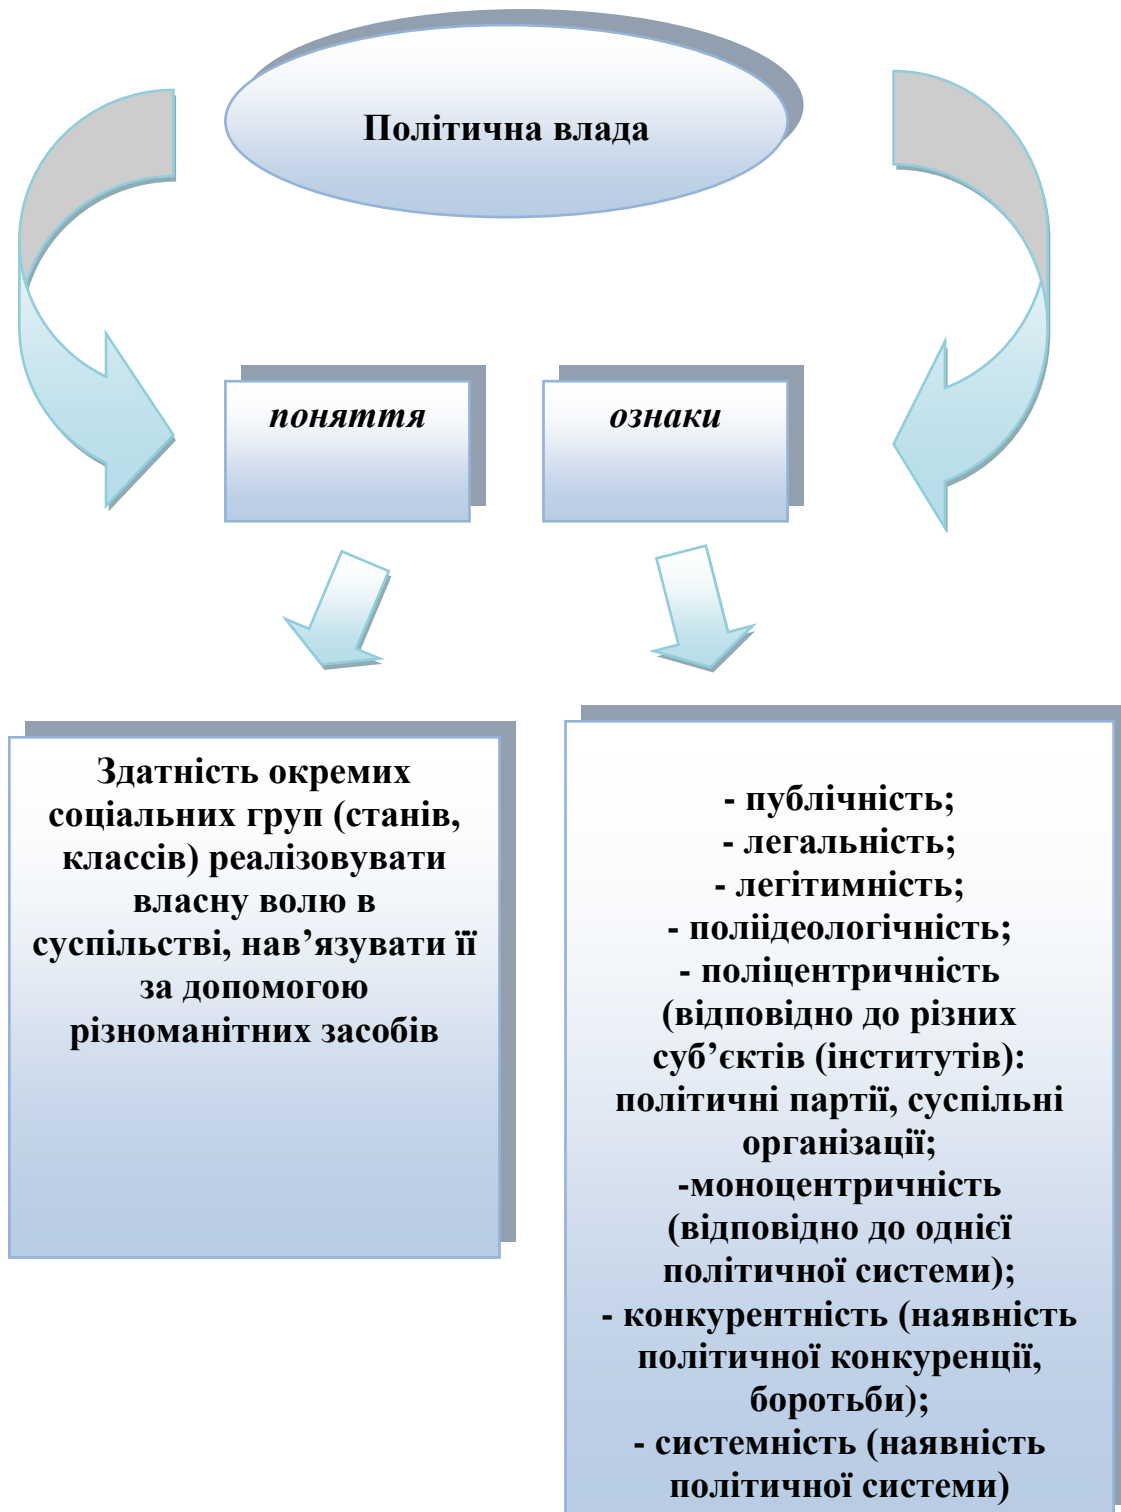 Політична влада
поняття
ознаки
Здатність окремих
соціальних груп (станів,
классів) реалізовувати
власну волю в
суспільстві, нав’язувати її
за допомогою
різноманітних засобів
- публічність;
- легальність;
- легітимність;
- поліідеологічність;
- поліцентричність
(відповідно до різних
суб’єктів (інститутів):
політичні партії, суспільні
організації;
-моноцентричність
(відповідно до однієї
політичної системи);
- конкурентність (наявність
політичної конкуренції,
боротьби);
- системність (наявність
політичної системи)